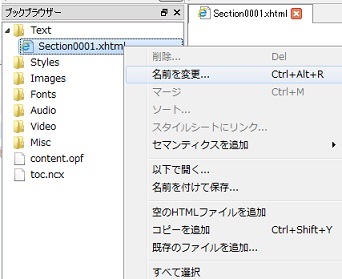 ブックブラウザー
Section0001.xhtml
Text
Section0001.xhtml
Styles
Images
Fonts
Audio
Video
Misc
content.opf
toc.ncx
削除... Del
名前を変更... Ctrl+Alt+R
マージ Ctrl+M
ソート...
スタイルシートにリンク...
セマンティクスを追加
以下で開く...
名前を付けて保存...
空のHTMLファイルを追加
コピーを追加 Ctrl+Shift+Y
既存のファイルを追加...
すべて選択